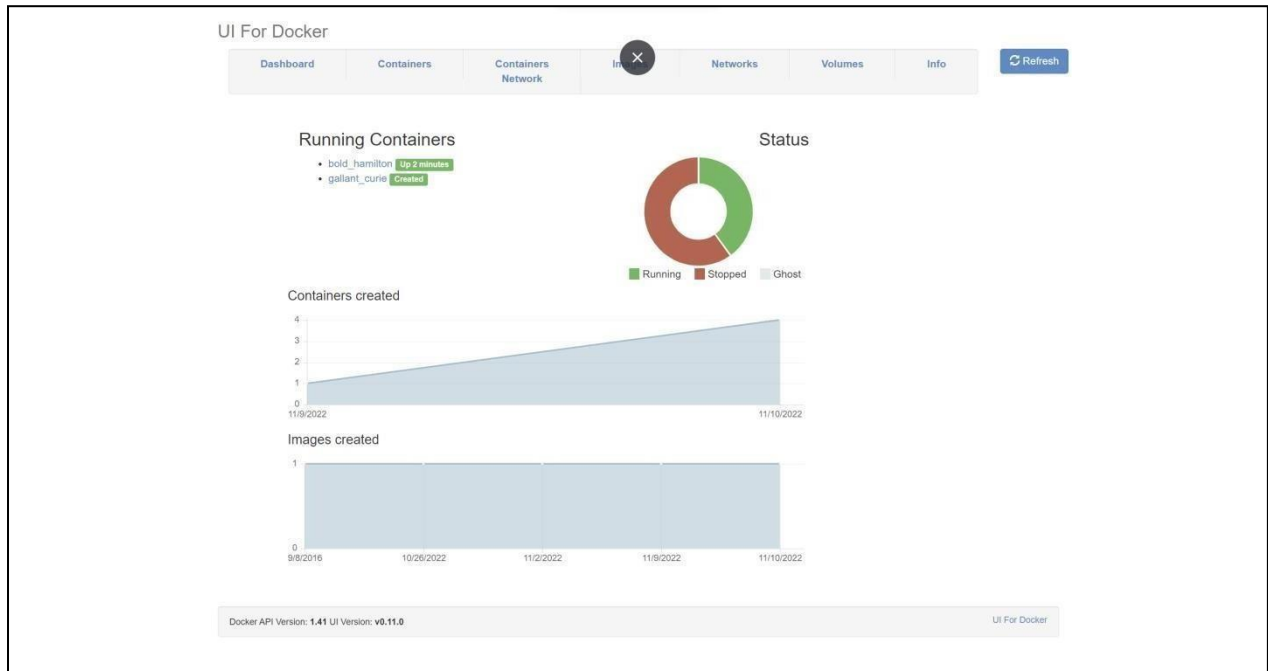 UI For Docker
Dashboard Containers Containers Network Networks Volumes Info Refresh
Running Containers
bold_hamilton Up 2 minutes
gallant_curie Created
Status
Running Stopped Ghost
Containers created
4
3
2
1
0
11/9/2022 11/10/2022
Images created
1
0
9/8/2016 10/26/2022 11/2/2022 11/9/2022 11/10/2022
Docker API Version: 1.41 UI Version: v0.11.0
UI For Docker